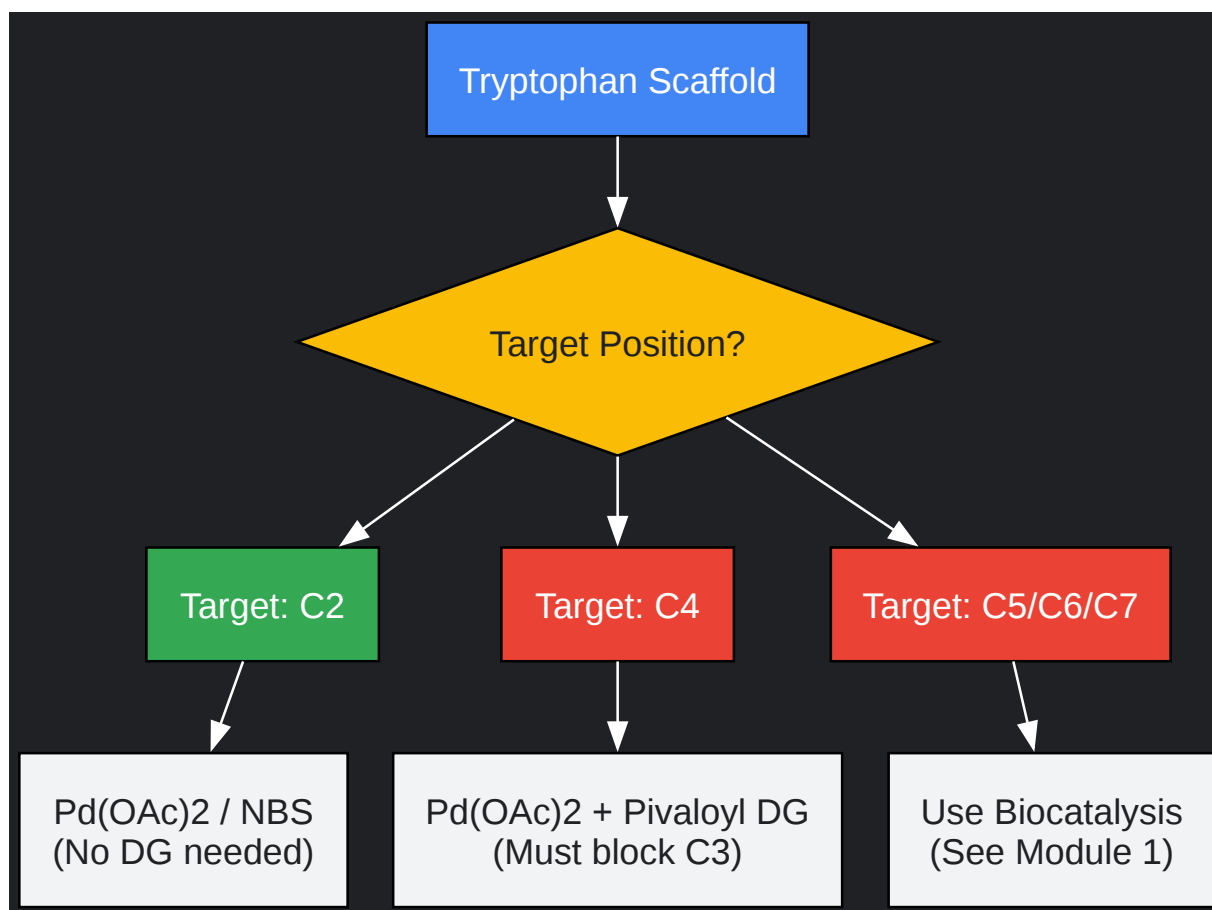 Tryptophan Scaffold
Target Position?
Target: C2
Target: C4
Target: C5/C6/C7
Pd(OAc)2 / NBS
(No DG needed)
Pd(OAc)2 + Pivaloyl DG
(Must block C3)
Use Biocatalysis
(See Module 1)